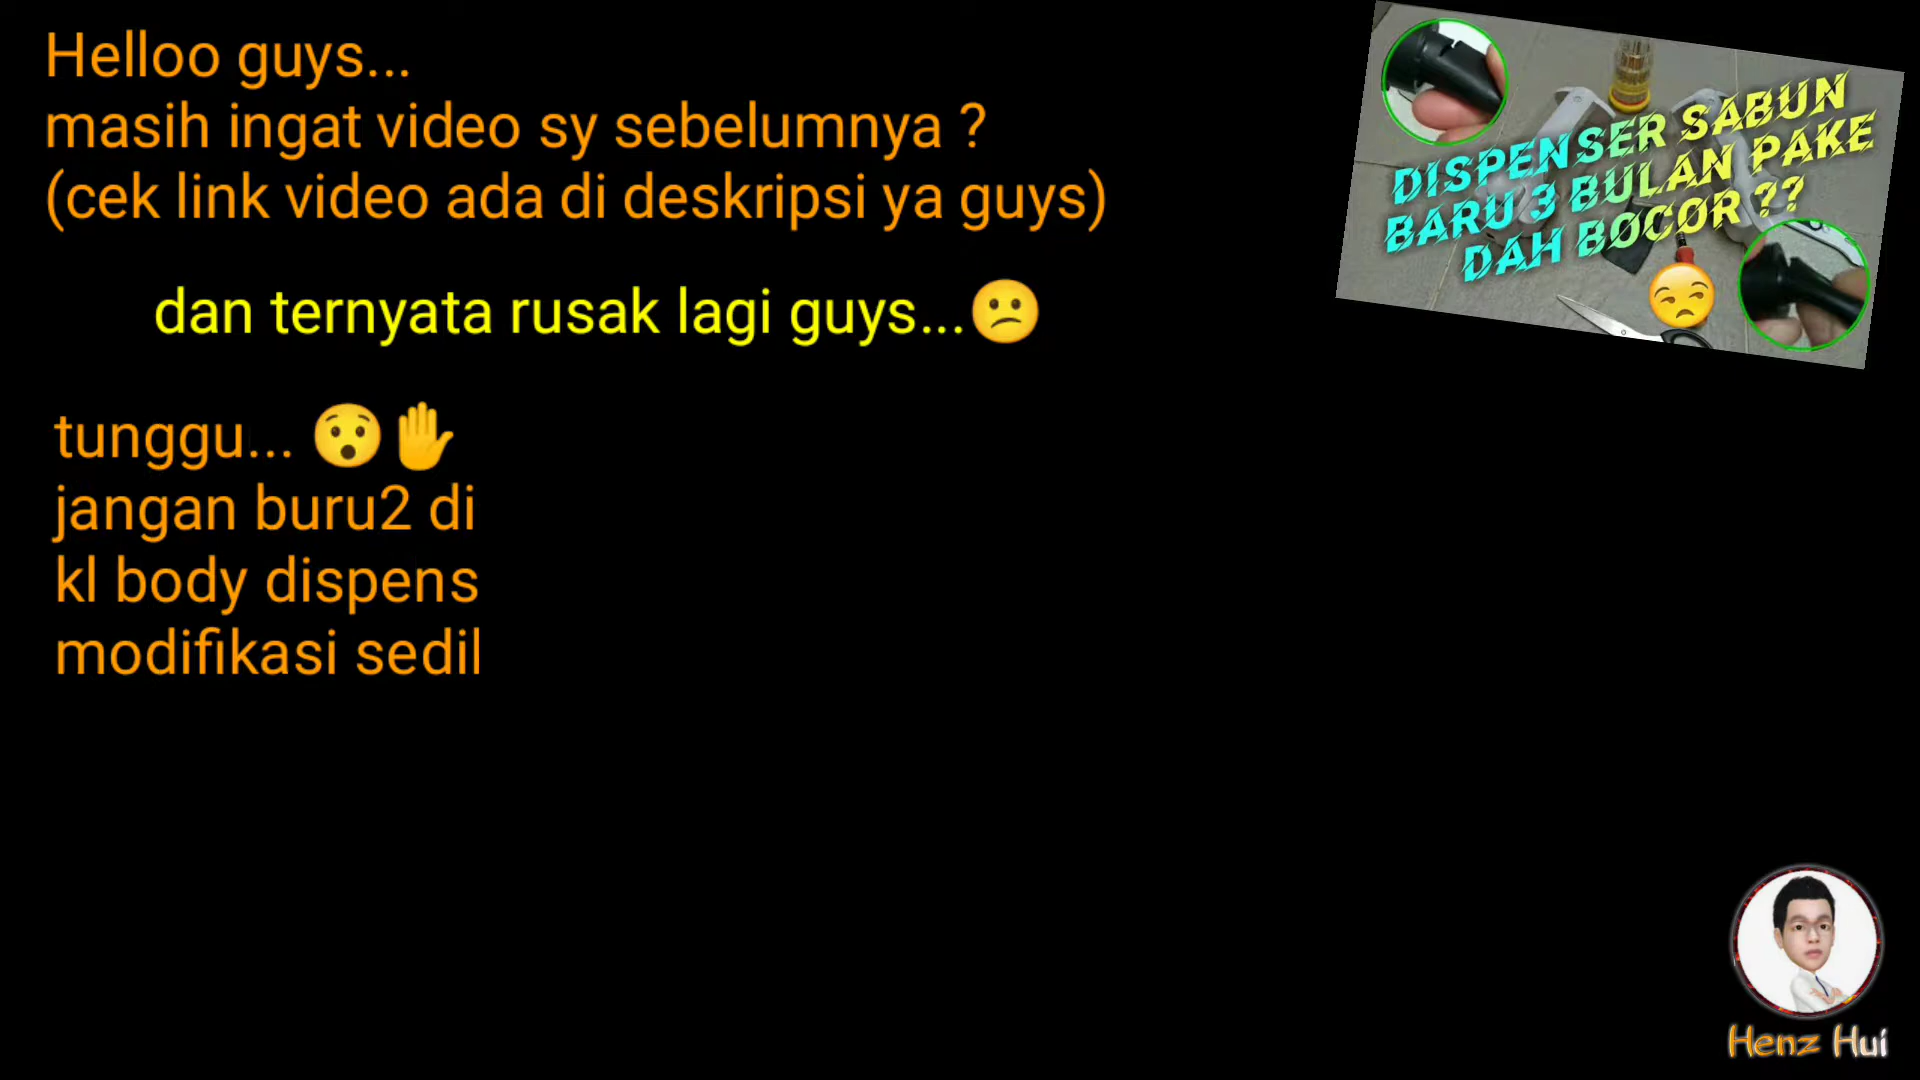 Helloo guys...
masih ingat video sy sebelumnya ?
(cek link video ada di deskripsi ya guys)
DISPENSER SABUN
BARU 3 BULAN PAKE
DAH BOCOR ??
dan ternyata rusak lagi guys...😕
tunggu... 😯✋
jangan buru2 di
kl body dispens
modifikasi sedil
Henz Hui